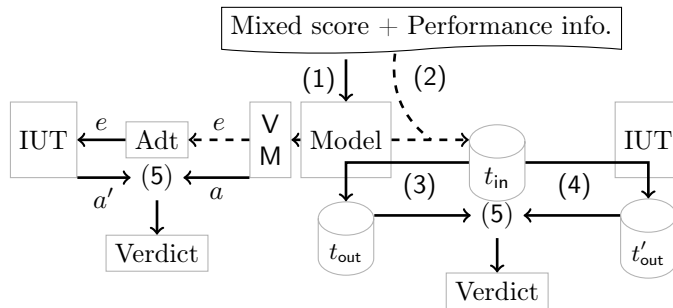 Mixed score + Performance info.
(1)
(2)
IUT
e
Adt
e
V
M
Model
t_in
IUT
a′
(5)
a
(3)
(4)
Verdict
t_out
(5)
t′_out
Verdict